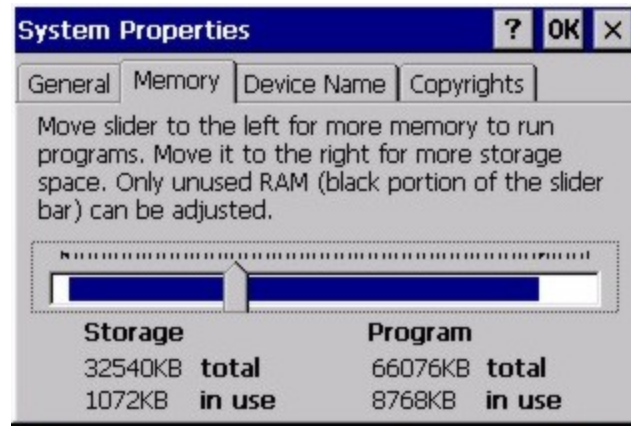 System Properties ? OK ×
General Memory Device Name Copyrights
Move slider to the left for more memory to run
programs. Move it to the right for more storage
space. Only unused RAM (black portion of the slider
bar) can be adjusted.
Storage Program
32540KB total 66076KB total
1072KB in use 8768KB in use